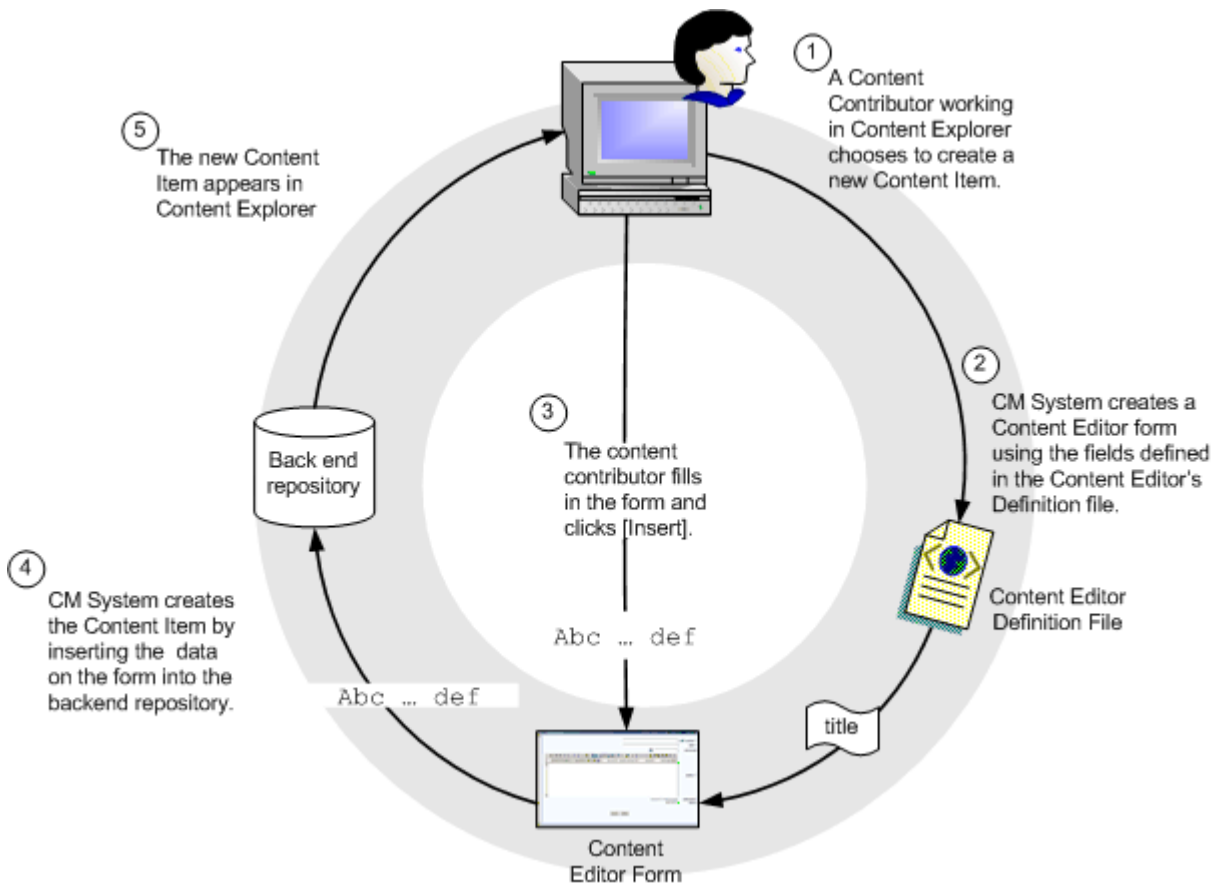 1
A Content
Contributor working
in Content Explorer
chooses to create a
new Content Item.
2
CM System creates a
Content Editor form
using the fields defined
in the Content Editor's
Definition file.
Content Editor
Definition File
title
3
The content
contributor fills
in the form and
clicks [Insert].
Abc ... def
Content
Editor Form
4
CM System creates
the Content Item by
inserting the data
on the form into the
backend repository.
Abc ... def
Back end
repository
5
The new Content
Item appears in
Content Explorer